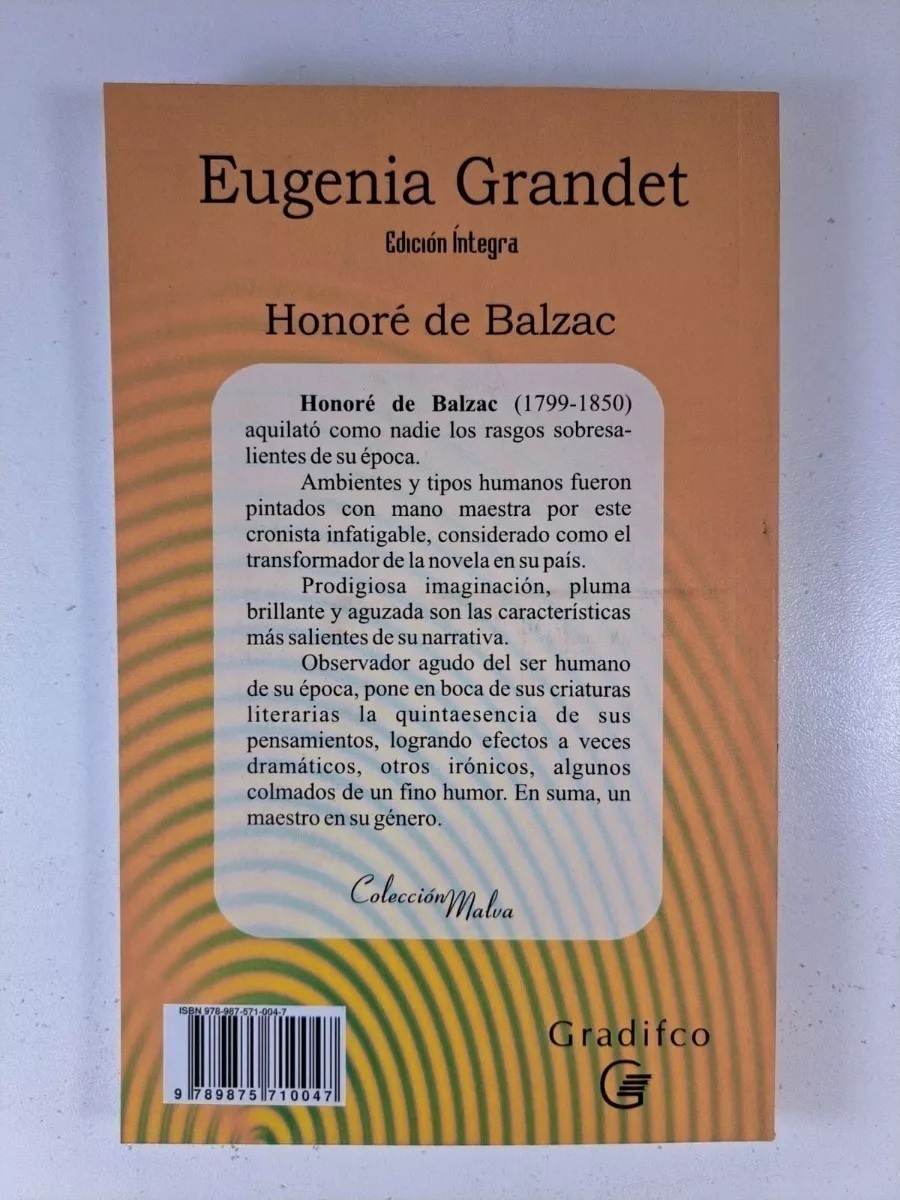 Eugenia Grandet
Edición Íntegra
Honoré de Balzac
Honoré de Balzac (1799-1850)
aquilató como nadie los rasgos sobresa-
lientes de su época.
Ambientes y tipos humanos fueron
pintados con mano maestra por este
cronista infatigable, considerado como el
transformador de la novela en su país.
Prodigiosa imaginación, pluma
brillante y aguzada son las características
más salientes de su narrativa.
Observador agudo del ser humano
de su época, pone en boca de sus criaturas
literarias la quintaesencia de sus
pensamientos, logrando efectos a veces
dramáticos, otros irónicos, algunos
colmados de un fino humor. En suma, un
maestro en su género.
Colección Malva
ISBN 978-987-571-004-7
9 789875 710047
Gradifco
G